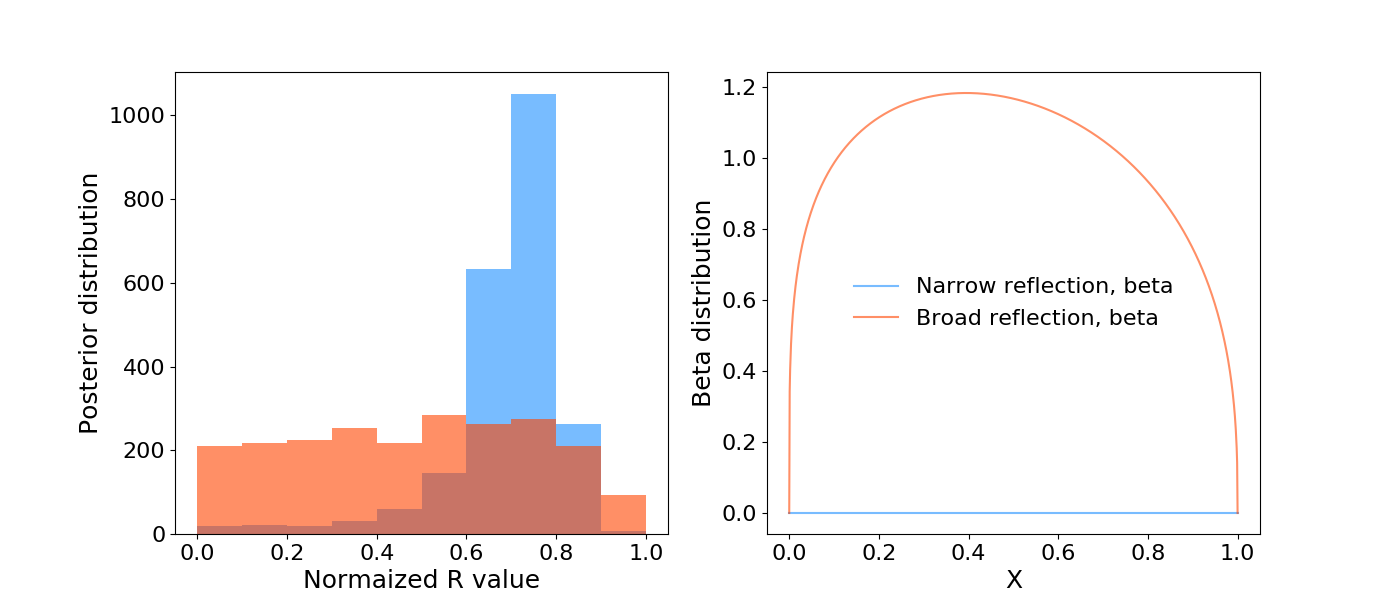 Posterior distribution
1000
800
600
400
200
0
0.0 0.2 0.4 0.6 0.8 1.0
Normaized R value
Beta distribution
1.2
1.0
0.8
0.6
0.4
0.2
0.0
Narrow reflection, beta
Broad reflection, beta
0.0 0.2 0.4 0.6 0.8 1.0
X